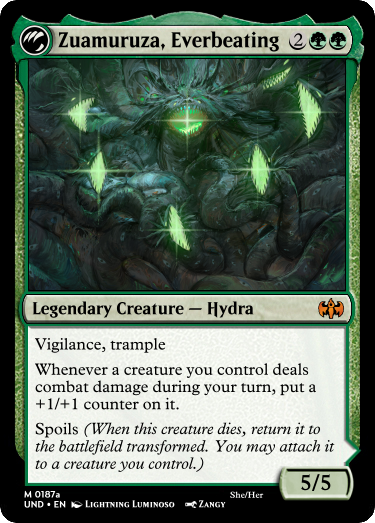 Zuamuruza, Everbeating 2
Legendary Creature — Hydra
Vigilance, trample
Whenever a creature you control deals
combat damage during your turn, put a
+1/+1 counter on it.
Spoils (When this creature dies, return it to
the battlefield transformed. You may attach it
to a creature you control.)
5/5
M 0187a
UND • EN Lightning Luminoso Zangy
She/Her